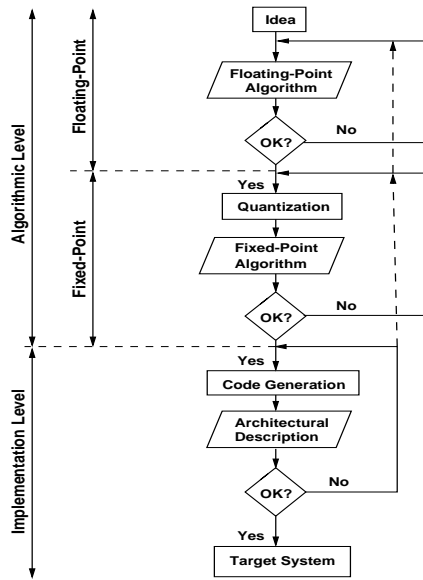 Idea
Floating-Point
Algorithm
OK?
No
Yes
Quantization
Fixed-Point
Algorithm
OK?
No
Yes
Code Generation
Architectural
Description
OK?
No
Yes
Target System
Algorithmic Level
Floating-Point
Fixed-Point
Implementation Level